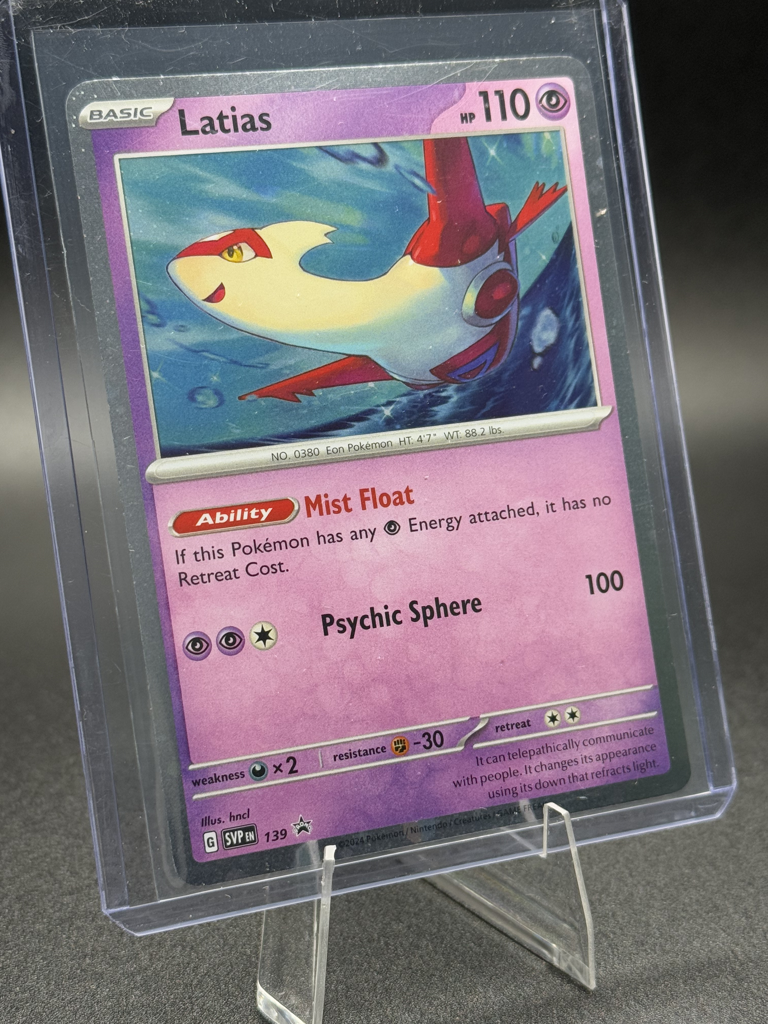 BASIC Latias HP 110
NO. 0380 Eon Pokémon HT: 4'7" WT: 88.2 lbs.
Ability Mist Float
If this Pokémon has any Energy attached, it has no
Retreat Cost.
Psychic Sphere 100
weakness ×2 resistance -30 retreat
It can telepathically communicate
with people. It changes its appearance
using its down that refracts light.
Illus. hncl
G SVP EN 139
©2024 Pokémon / Nintendo / Creatures / GAME FREAK